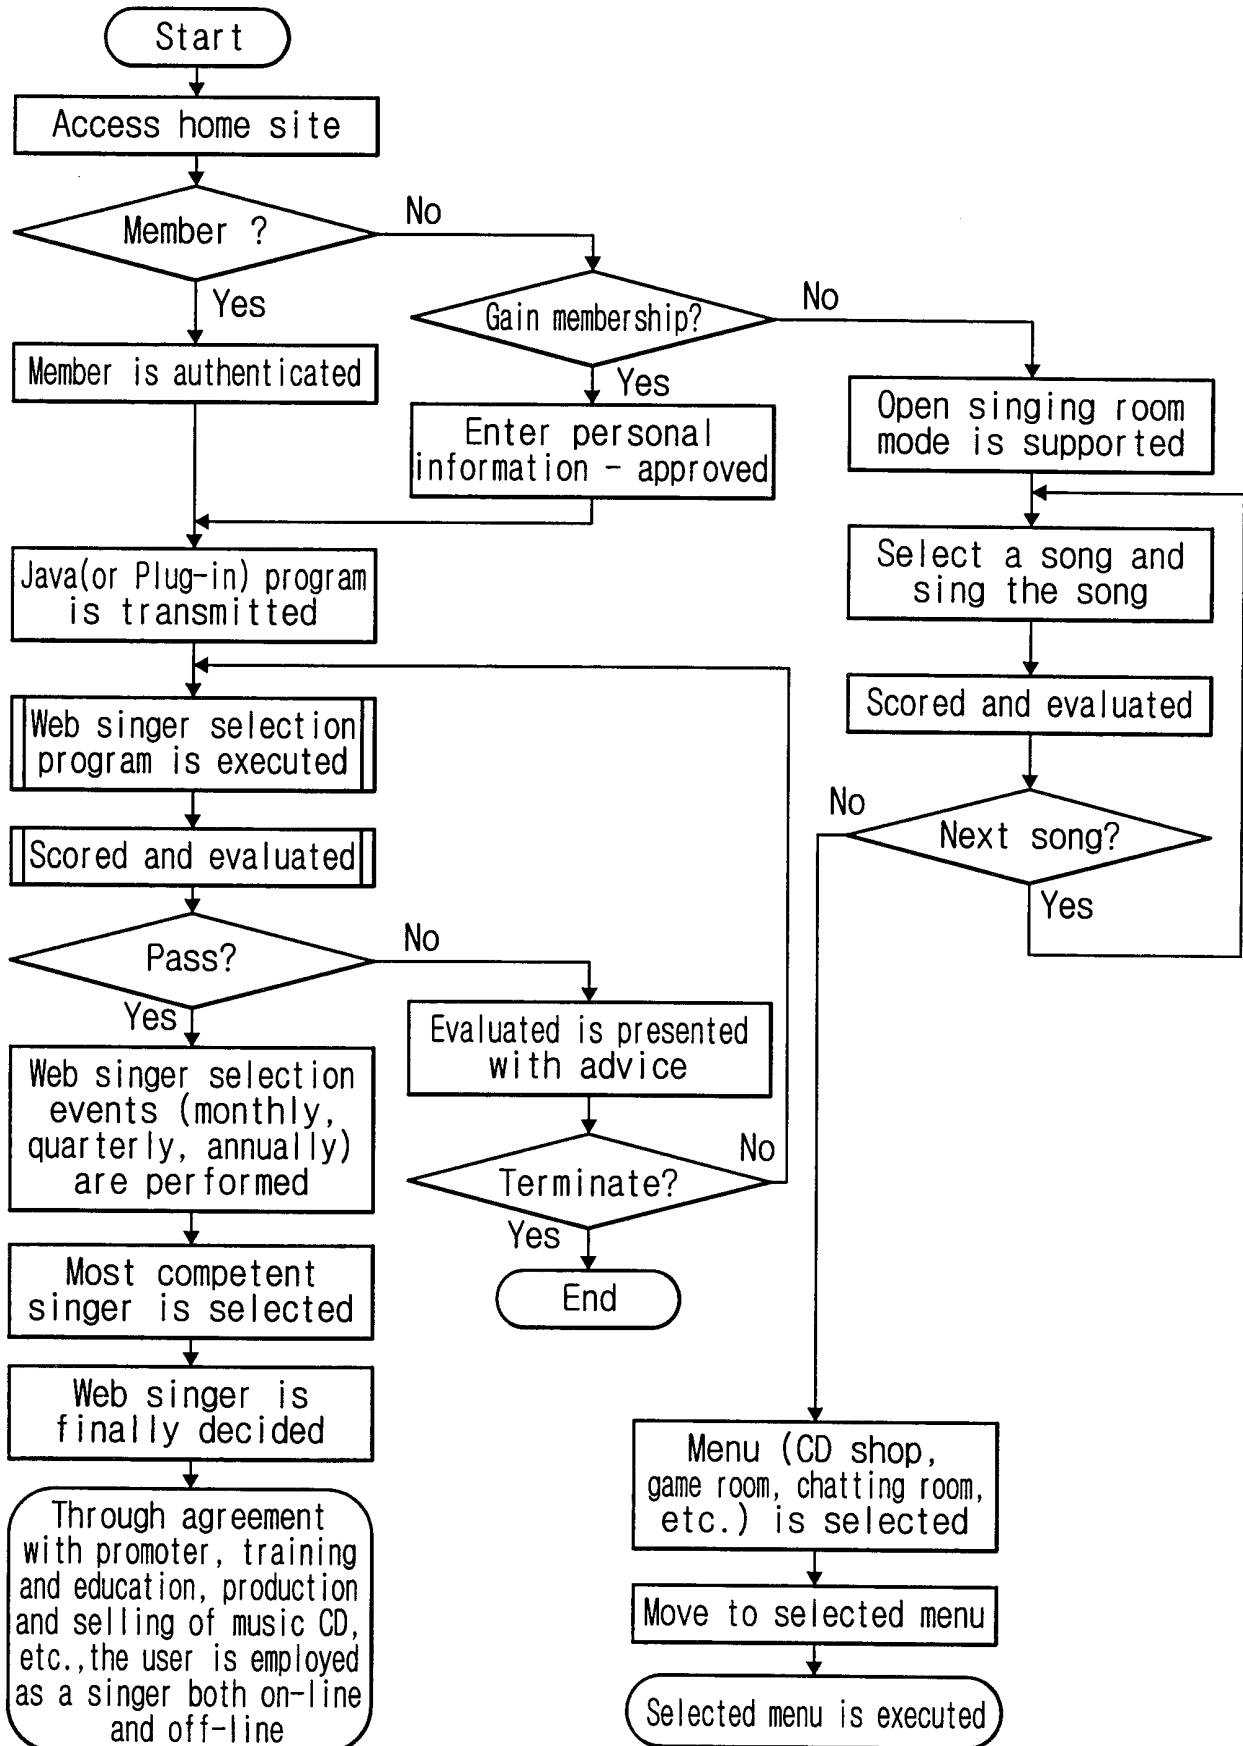 Start
Access home site
Member ?
No
Yes
Gain membership?
No
Yes
Member is authenticated
Enter personal
information - approved
Open singing room
mode is supported
Java(or Plug-in) program
is transmitted
Select a song and
sing the song
Web singer selection
program is executed
Scored and evaluated
Scored and evaluated
Next song?
No
Yes
Pass?
No
Yes
Evaluated is presented
with advice
Web singer selection
events (monthly,
quarterly, annually)
are performed
Terminate?
No
Yes
End
Most competent
singer is selected
Web singer is
finally decided
Menu (CD shop,
game room, chatting room,
etc.) is selected
Through agreement
with promoter, training
and education, production
and selling of music CD,
etc.,the user is employed
as a singer both on-line
and off-line
Move to selected menu
Selected menu is executed